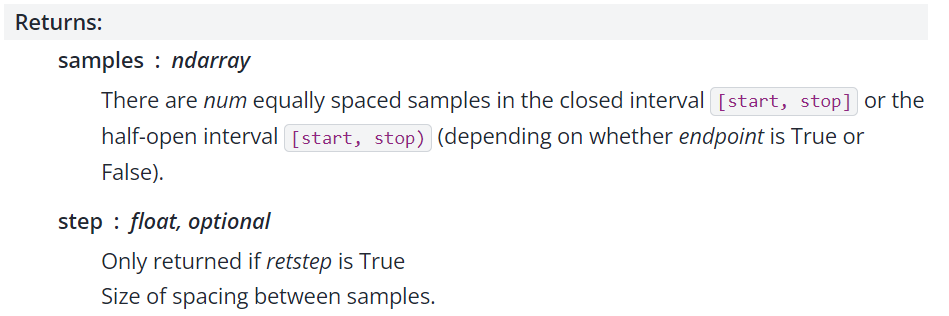 Returns:
samples : ndarray
There are num equally spaced samples in the closed interval [start, stop] or the
half-open interval [start, stop) (depending on whether endpoint is True or
False).
step : float, optional
Only returned if retstep is True
Size of spacing between samples.